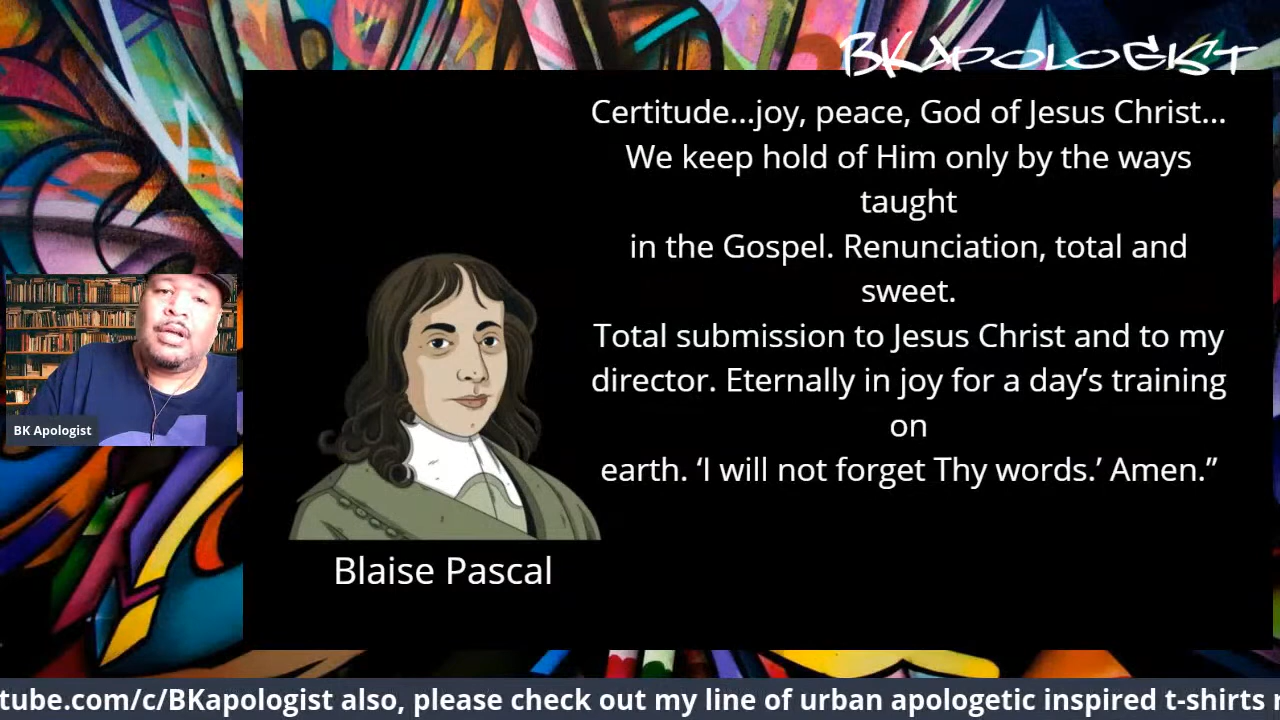 BKAPOLOGIST
Certitude...joy, peace, God of Jesus Christ...
We keep hold of Him only by the ways
taught
in the Gospel. Renunciation, total and
sweet.
Total submission to Jesus Christ and to my
director. Eternally in joy for a day’s training
on
earth. ‘I will not forget Thy words.’ Amen.”
BK Apologist
Blaise Pascal
tube.com/c/BKapologist also, please check out my line of urban apologetic inspired t-shirts